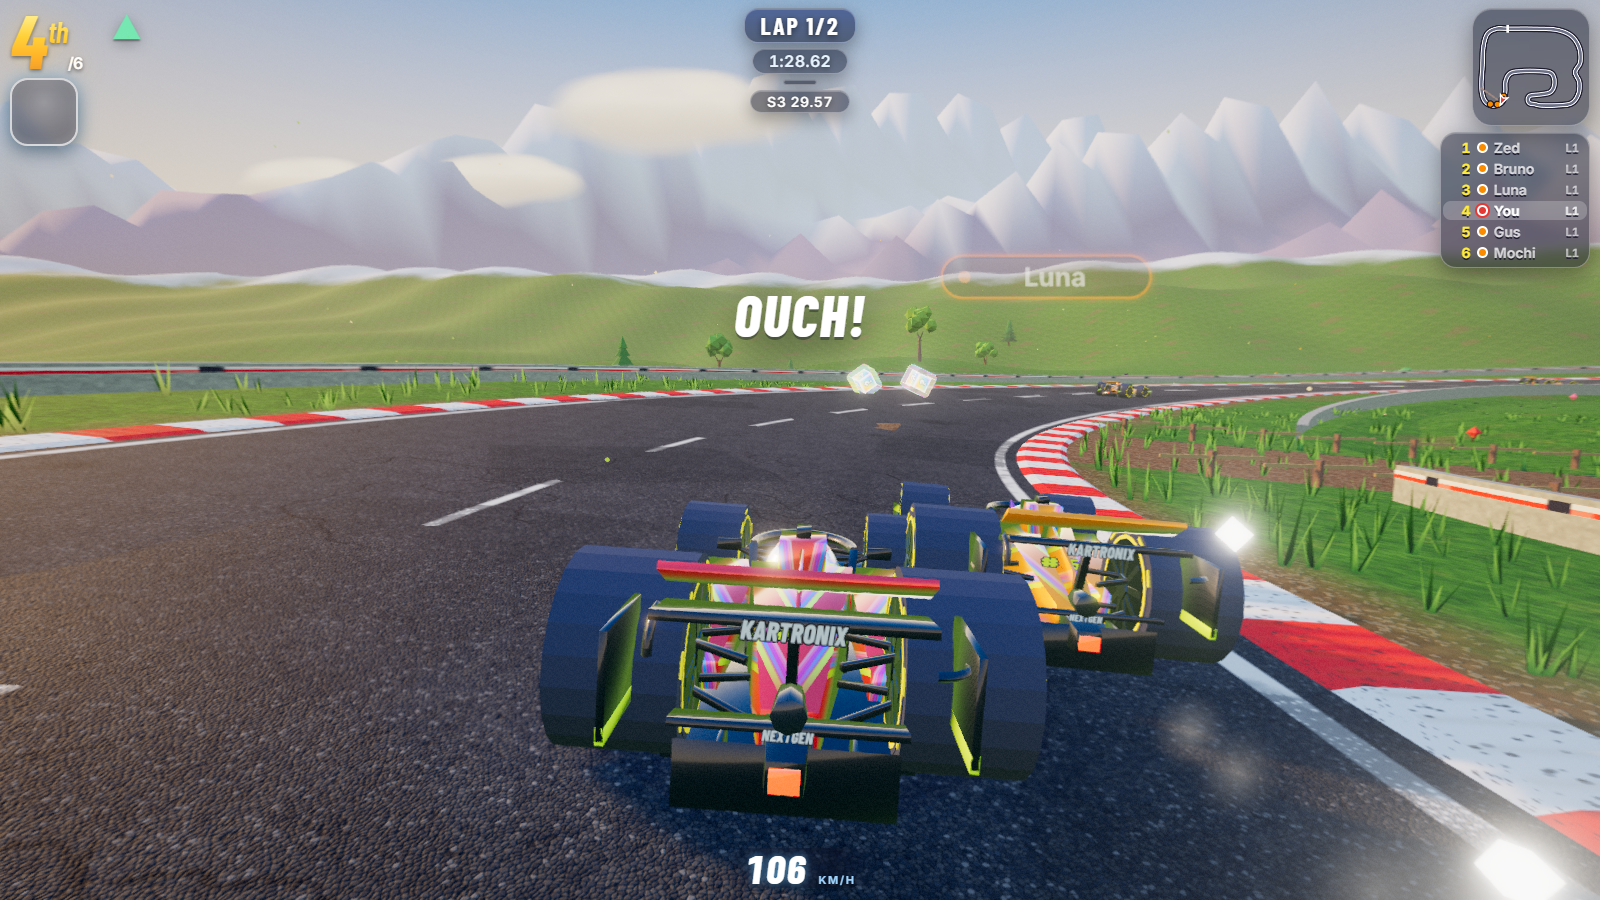 4th
/6
LAP 1/2
1:28.62
S3 29.57
1 Zed L1
2 Bruno L1
3 Luna L1
4 You L1
5 Gus L1
6 Mochi L1
Luna
OUCH!
KARTRONIX
KARTRONIX
NEXTGEN
NEXTGEN
106 KM/H